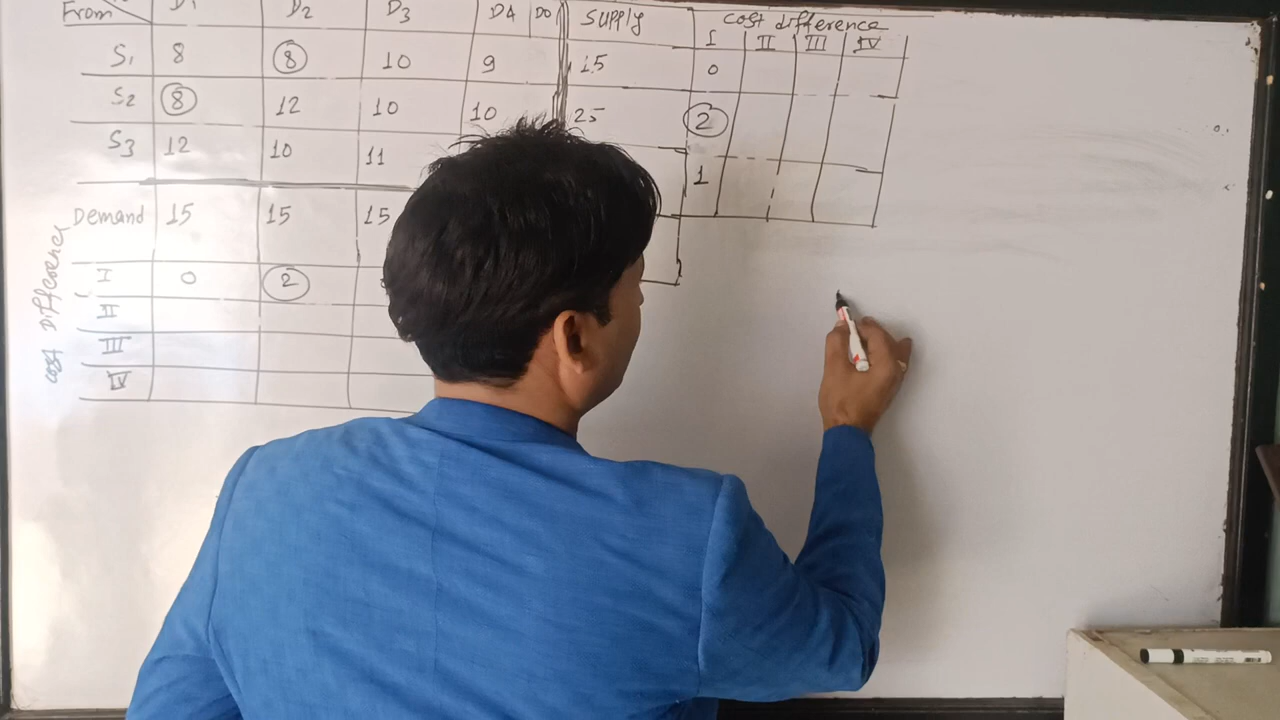 From D1 D2 D3 D4 D0 Supply cost difference
I II III IV
S1 8 8 10 9 15 0
S2 8 12 10 10 25 2
S3 12 10 11 1
Demand 15 15 15
cost difference
I 0 2
II
III
IV